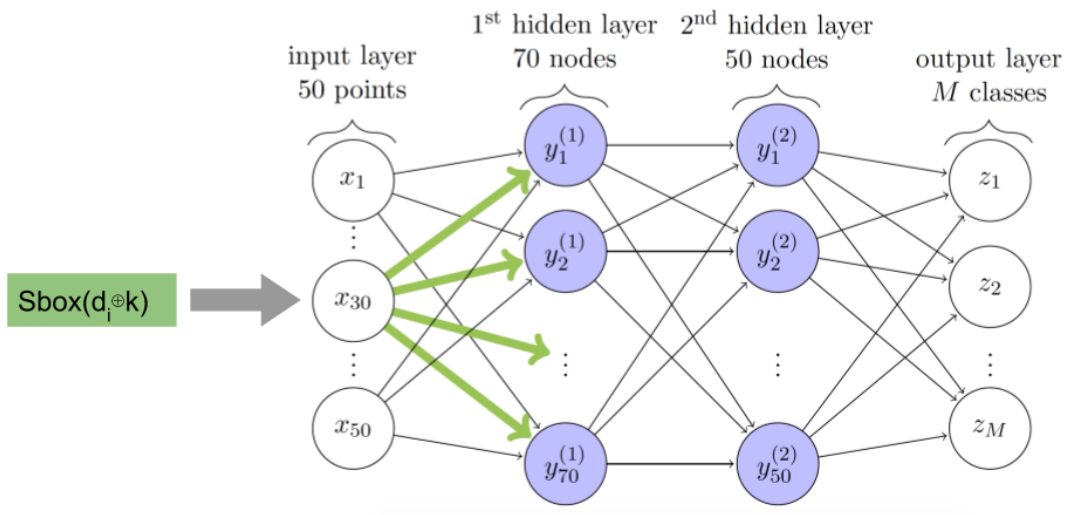 input layer
50 points
1st hidden layer
70 nodes
2nd hidden layer
50 nodes
output layer
M classes
x1
⋮
x30
⋮
x50
Sbox(di⊕k)
y1(1)
y2(1)
⋮
y70(1)
y1(2)
y2(2)
⋮
y50(2)
z1
z2
⋮
zM